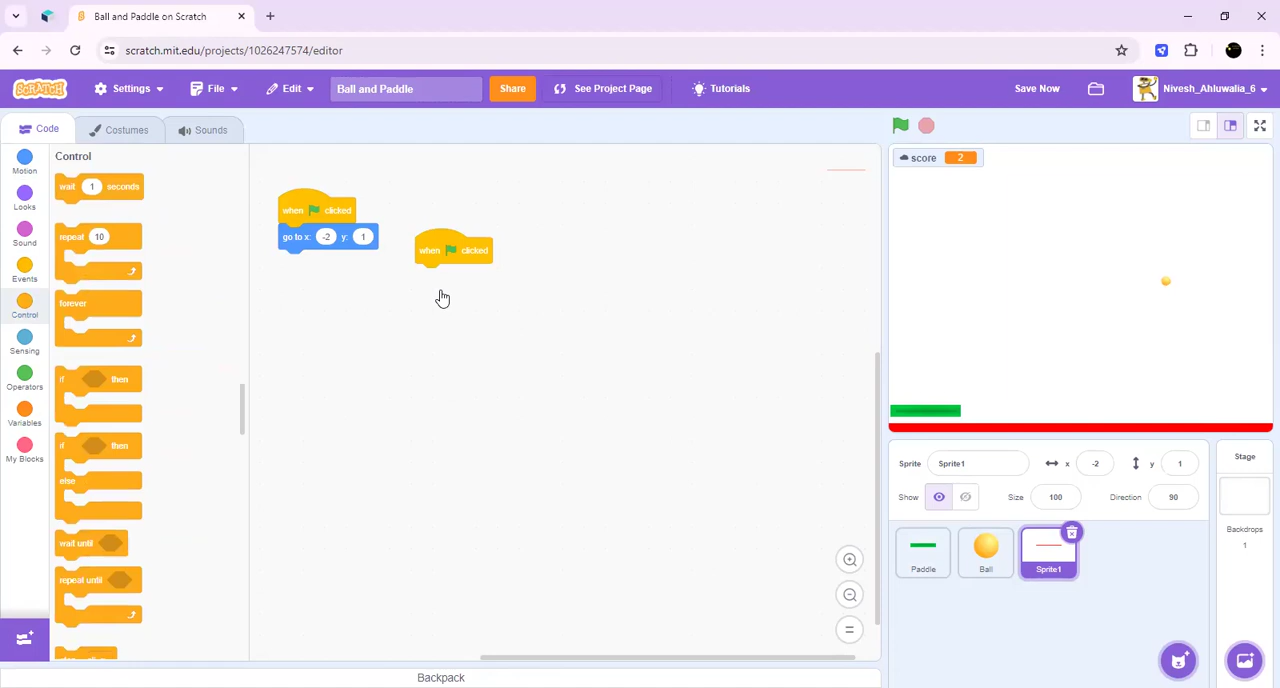 Ball and Paddle on Scratch
scratch.mit.edu/projects/1026247574/editor
SCRATCH Settings File Edit Ball and Paddle Share See Project Page Tutorials Save Now Nivesh_Ahluwalia_6
Code Costumes Sounds
Motion
Looks
Sound
Events
Control
Sensing
Operators
Variables
My Blocks
Control
wait 1 seconds
repeat 10
forever
if then
if then
else
wait until
repeat until
when clicked
go to x: -2 y: 1
when clicked
score 2
Sprite Sprite1 x -2 y 1
Show Size 100 Direction 90
Paddle Ball Sprite1
Stage
Backdrops
1
Backpack